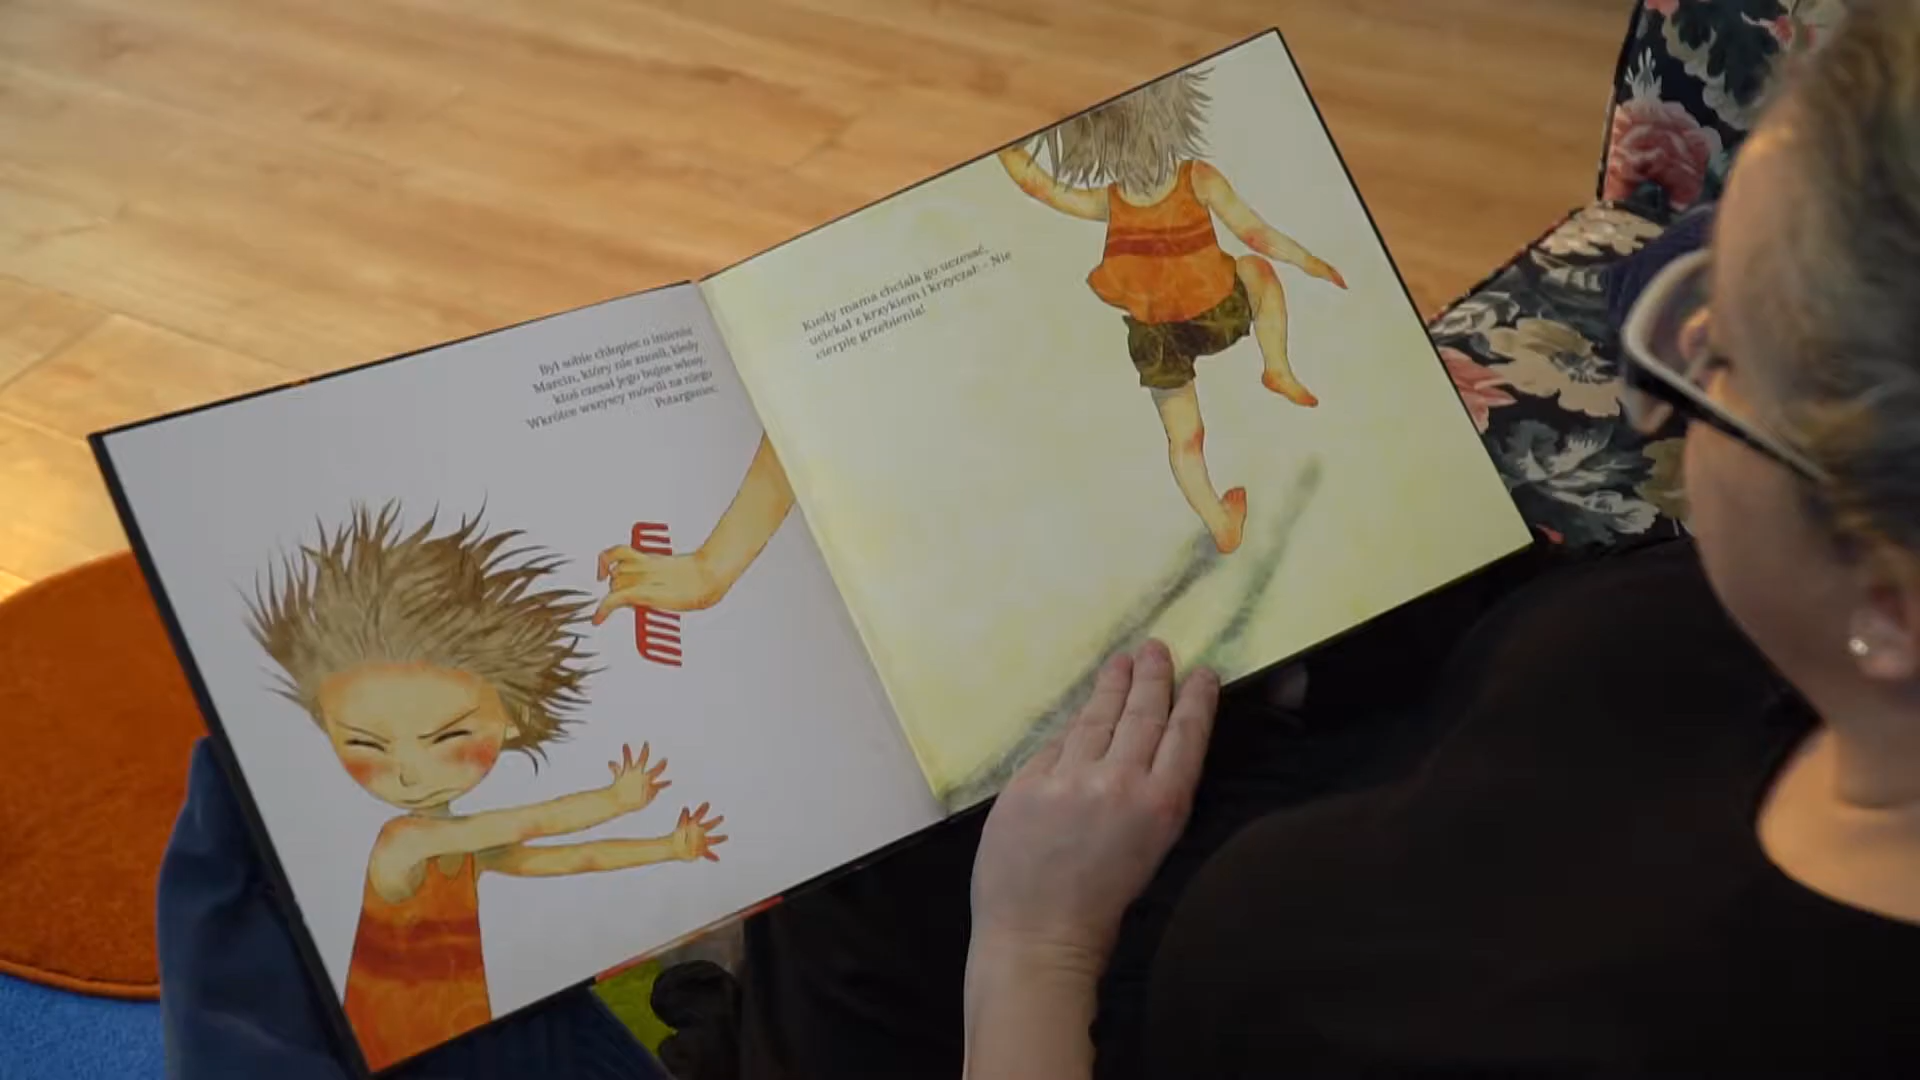 Był sobie chłopiec o imieniu
Marcin, który nie znosił, kiedy
ktoś czesał jego bujne włosy.
Wkrótce wszyscy mówili na niego
Potarganiec.
Kiedy mama chciała go uczesać,
uciekał z krzykiem i krzyczał: - Nie
cierpię grzebienia!